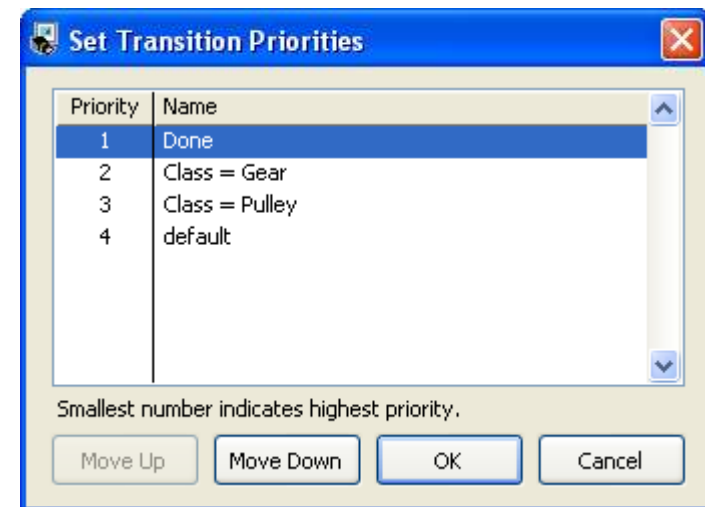 Set Transition Priorities
Priority Name
1 Done
2 Class = Gear
3 Class = Pulley
4 default
Smallest number indicates highest priority.
Move Up Move Down OK Cancel